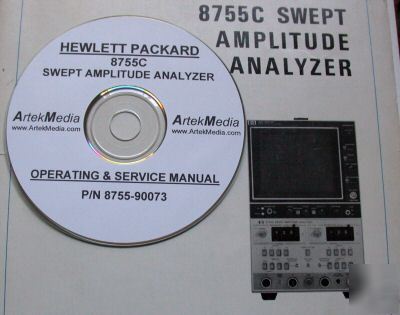 8755C SWEPT
AMPLITUDE
ANALYZER
HEWLETT PACKARD
8755C
SWEPT AMPLITUDE ANALYZER
ArtekMedia
www.ArtekMedia.com
ArtekMedia
www.ArtekMedia.com
OPERATING & SERVICE MANUAL
P/N 8755-90073